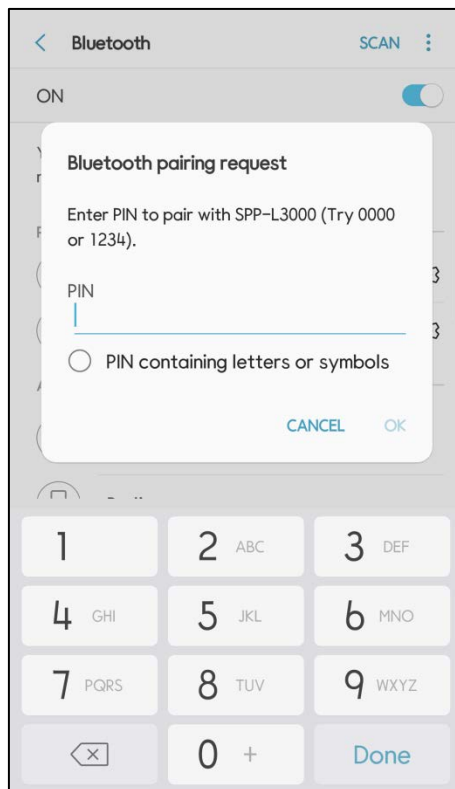 Bluetooth SCAN
ON
Bluetooth pairing request
Enter PIN to pair with SPP-L3000 (Try 0000
or 1234).
PIN
PIN containing letters or symbols
CANCEL OK
1 2 ABC 3 DEF
4 GHI 5 JKL 6 MNO
7 PQRS 8 TUV 9 WXYZ
0 +
Done